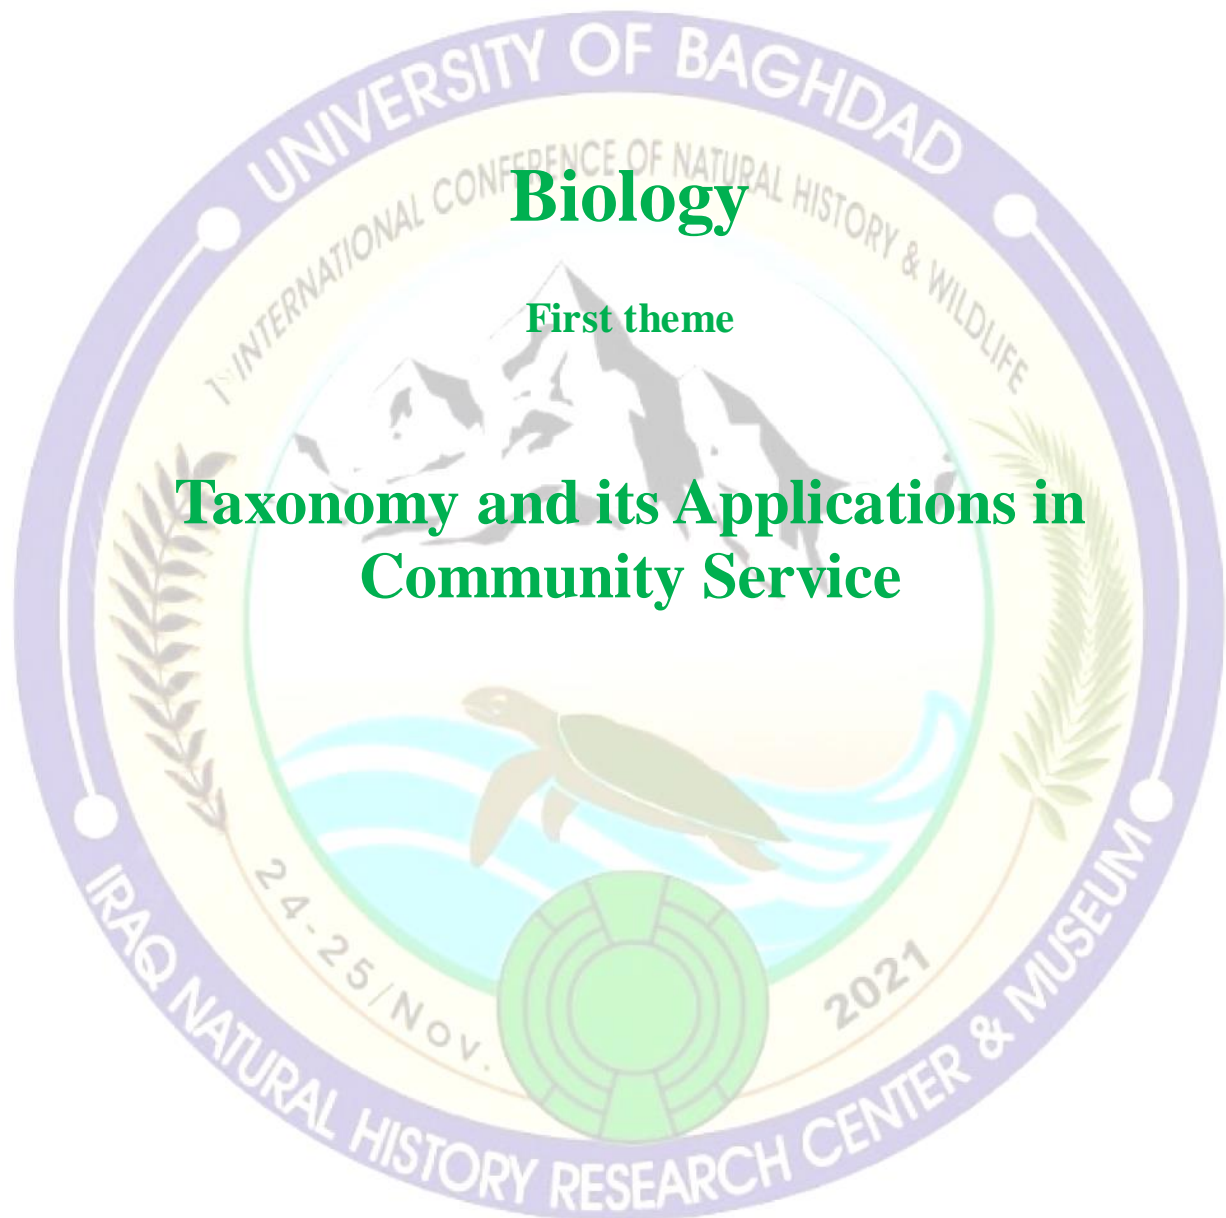 UNIVERSITY OF BAGHDAD
1ST INTERNATIONAL CONFERENCE OF NATURAL HISTORY & WILDLIFE
Biology
First theme
Taxonomy and its Applications in
Community Service
24-25/Nov.
2021
IRAQ NATURAL HISTORY RESEARCH CENTER & MUSEUM